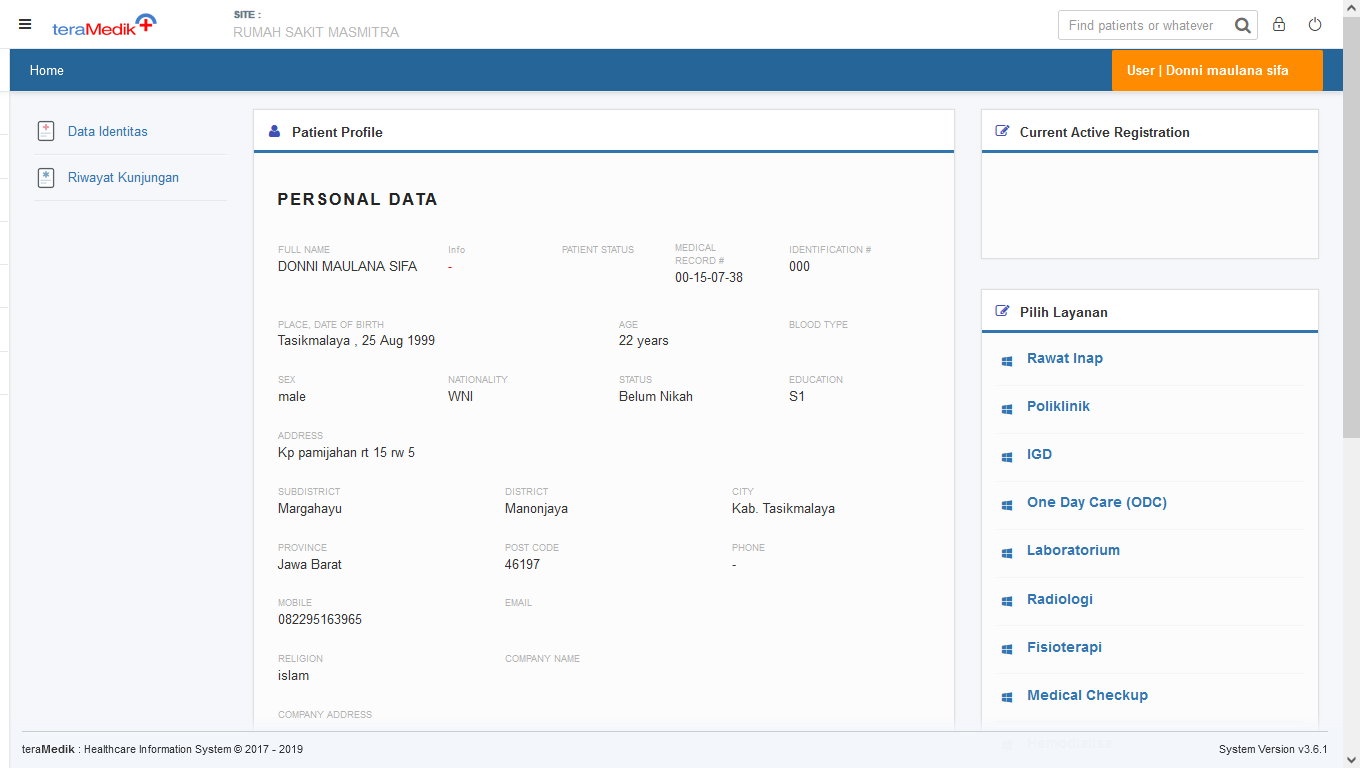 teraMedik
SITE :
RUMAH SAKIT MASMITRA
Find patients or whatever
Home
User | Donni maulana sifa
Data Identitas
Riwayat Kunjungan
Patient Profile
PERSONAL DATA
FULL NAME
DONNI MAULANA SIFA
Info
-
PATIENT STATUS
MEDICAL
RECORD #
00-15-07-38
IDENTIFICATION #
000
PLACE, DATE OF BIRTH
Tasikmalaya , 25 Aug 1999
AGE
22 years
BLOOD TYPE
SEX
male
NATIONALITY
WNI
STATUS
Belum Nikah
EDUCATION
S1
ADDRESS
Kp pamijahan rt 15 rw 5
SUBDISTRICT
Margahayu
DISTRICT
Manonjaya
CITY
Kab. Tasikmalaya
PROVINCE
Jawa Barat
POST CODE
46197
PHONE
-
MOBILE
082295163965
EMAIL
RELIGION
islam
COMPANY NAME
COMPANY ADDRESS
Current Active Registration
Pilih Layanan
Rawat Inap
Poliklinik
IGD
One Day Care (ODC)
Laboratorium
Radiologi
Fisioterapi
Medical Checkup
teraMedik : Healthcare Information System © 2017 - 2019
System Version v3.6.1